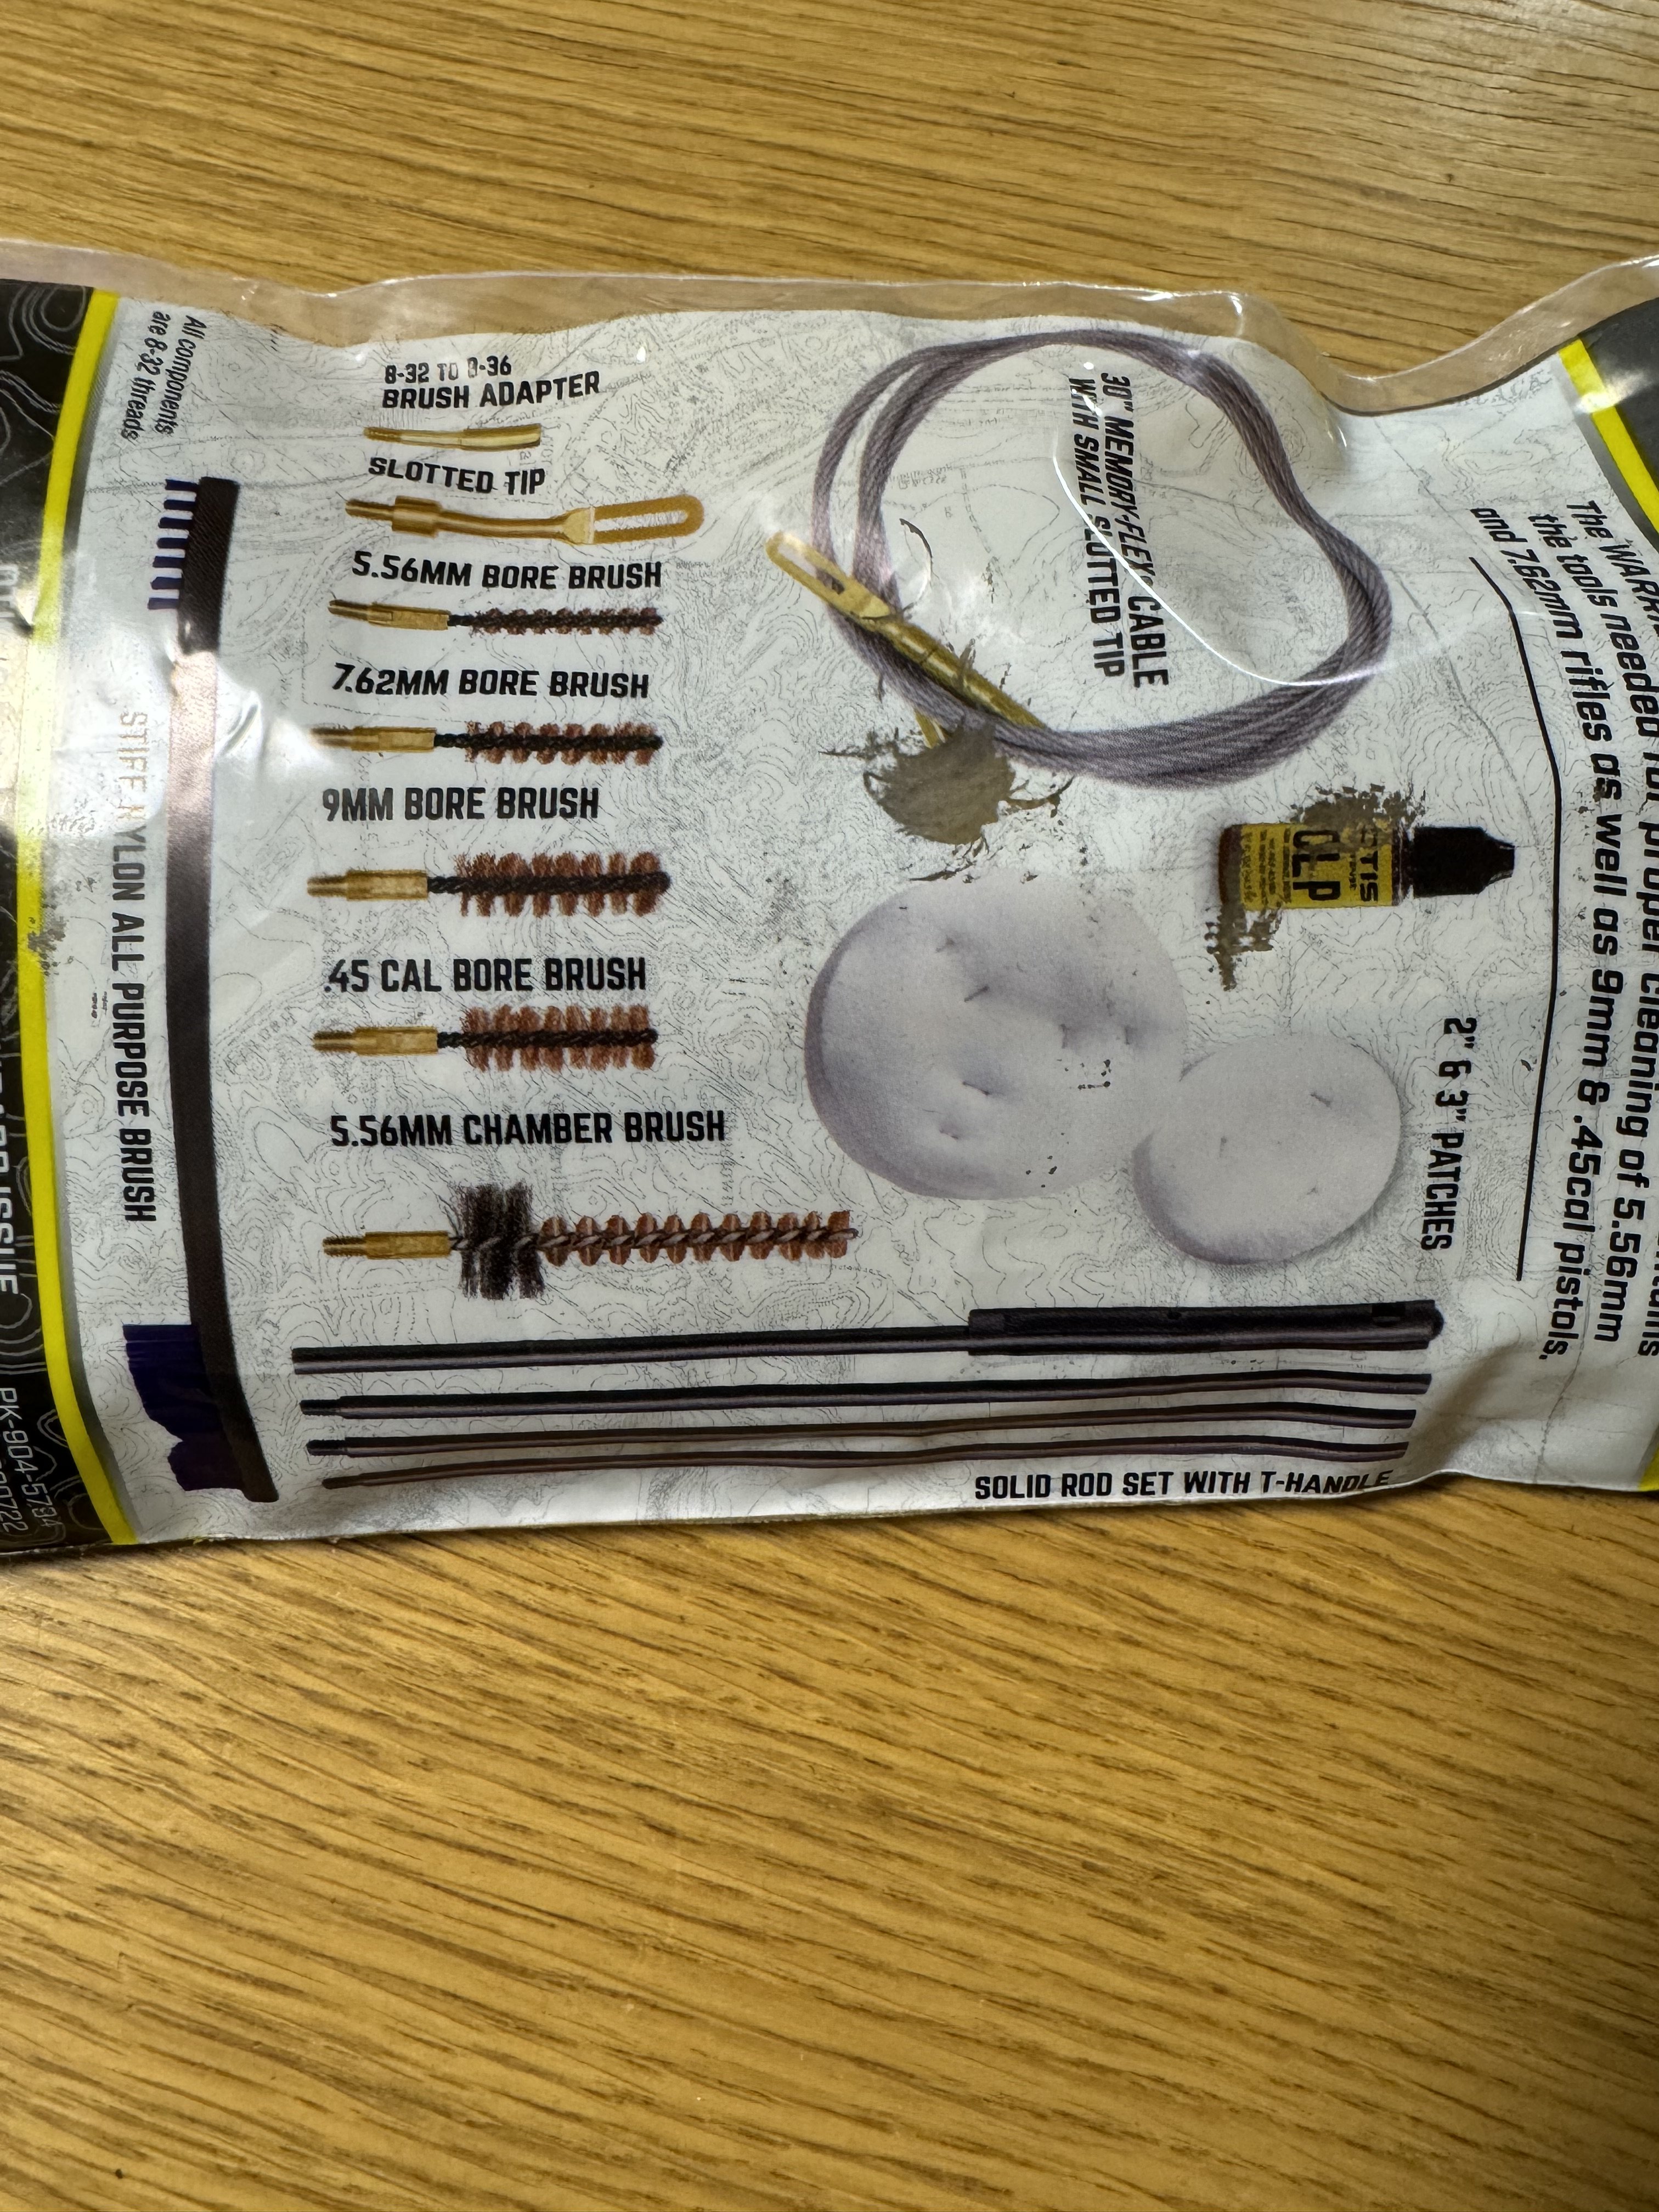 All components
are 8-32 threads
8-32 TO 8-36
BRUSH ADAPTER
SLOTTED TIP
5.56MM BORE BRUSH
7.62MM BORE BRUSH
9MM BORE BRUSH
.45 CAL BORE BRUSH
5.56MM CHAMBER BRUSH
STIFF NYLON ALL PURPOSE BRUSH
30" MEMORY-FLEX® CABLE
WITH SMALL SLOTTED TIP
OTIS
CLP
2" & 3" PATCHES
SOLID ROD SET WITH T-HANDLE
the tools needed for proper cleaning of 5.56mm
and 7.62mm rifles as well as 9mm & .45cal pistols.
ISSUE
PK-904-5794